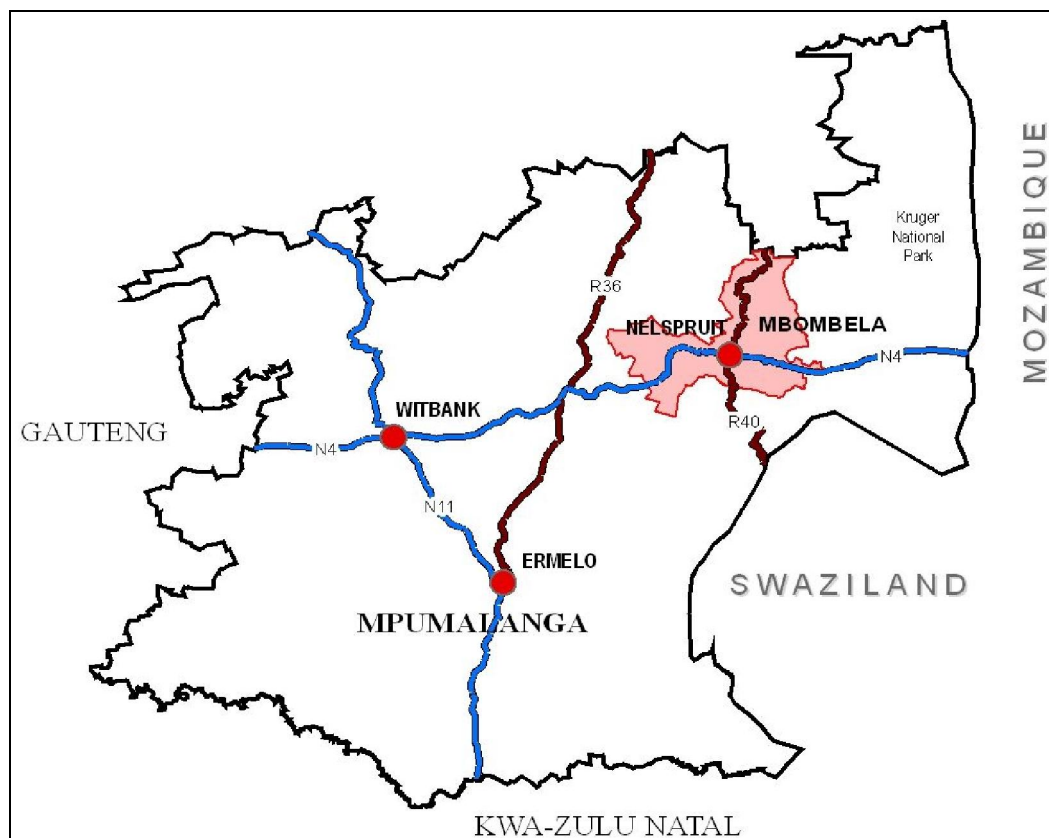 MOZAMBIQUE
Kruger
National
Park
R36
NELSPRUIT
MBOMBELA
N4
WITBANK
R40
GAUTENG
N4
N11
ERMELO
SWAZILAND
MPUMALANGA
KWA-ZULU NATAL